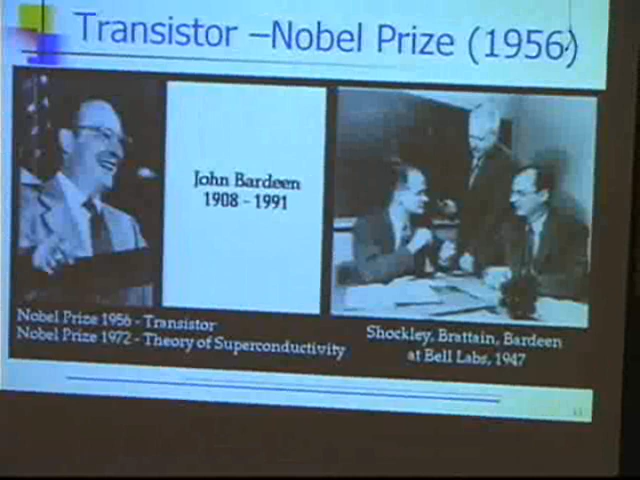 Transistor –Nobel Prize (1956)
John Bardeen
1908 - 1991
Nobel Prize 1956 - Transistor
Nobel Prize 1972 - Theory of Superconductivity
Shockley, Brattain, Bardeen
at Bell Labs, 1947